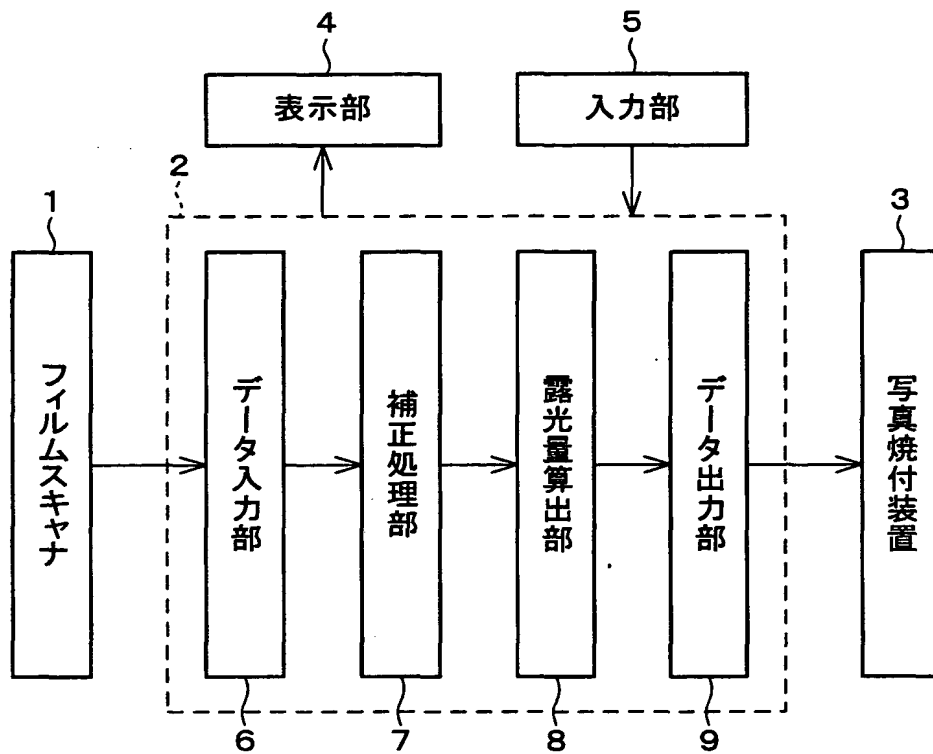 4
5
表示部
入力部
2
1
3
フィルムスキャナ
データ入力部
補正処理部
露光量算出部
データ出力部
写真焼付装置
6
7
8
9